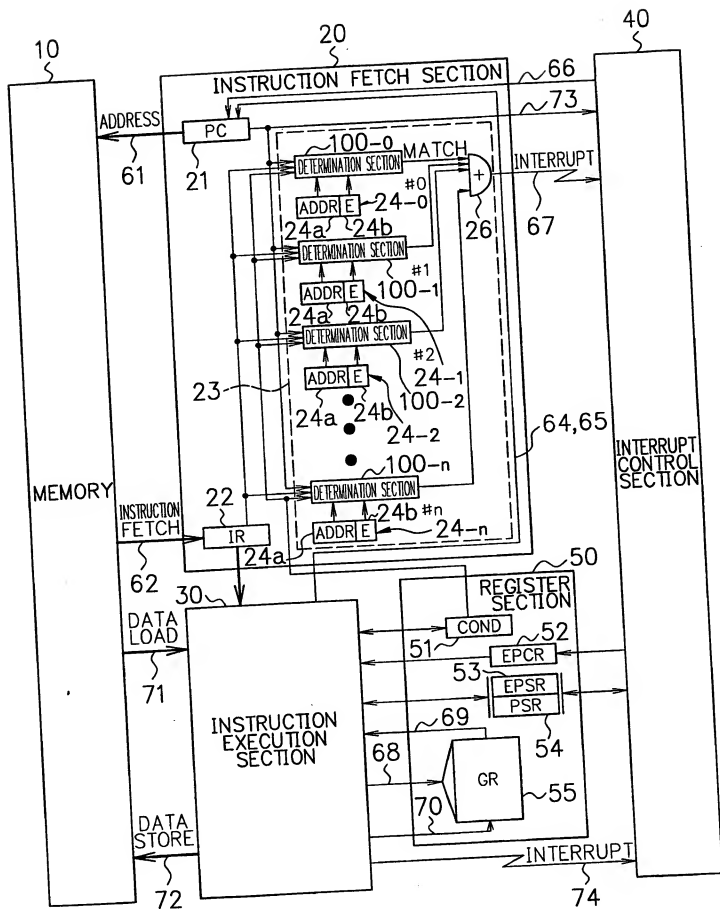 10
20
40
INSTRUCTION FETCH SECTION
66
ADDRESS
PC
73
61
21
100-0
MATCH
DETERMINATION SECTION
INTERRUPT
#0
ADDR E
24-0
26
67
24a 24b
DETERMINATION SECTION
#1
100-1
ADDR E
24a 24b
DETERMINATION SECTION
#2
24-1
100-2
23
ADDR E
24a
24b
24-2
64,65
100-n
MEMORY
INTERRUPT
CONTROL
SECTION
DETERMINATION SECTION
INSTRUCTION
FETCH
22
IR
24b
#n
ADDR E
24-n
24a
62
30
50
REGISTER
SECTION
DATA
LOAD
COND
51
52
EPCR
71
53
EPSR
PSR
54
INSTRUCTION
EXECUTION
SECTION
69
68
GR
55
70
DATA
STORE
72
INTERRUPT
74